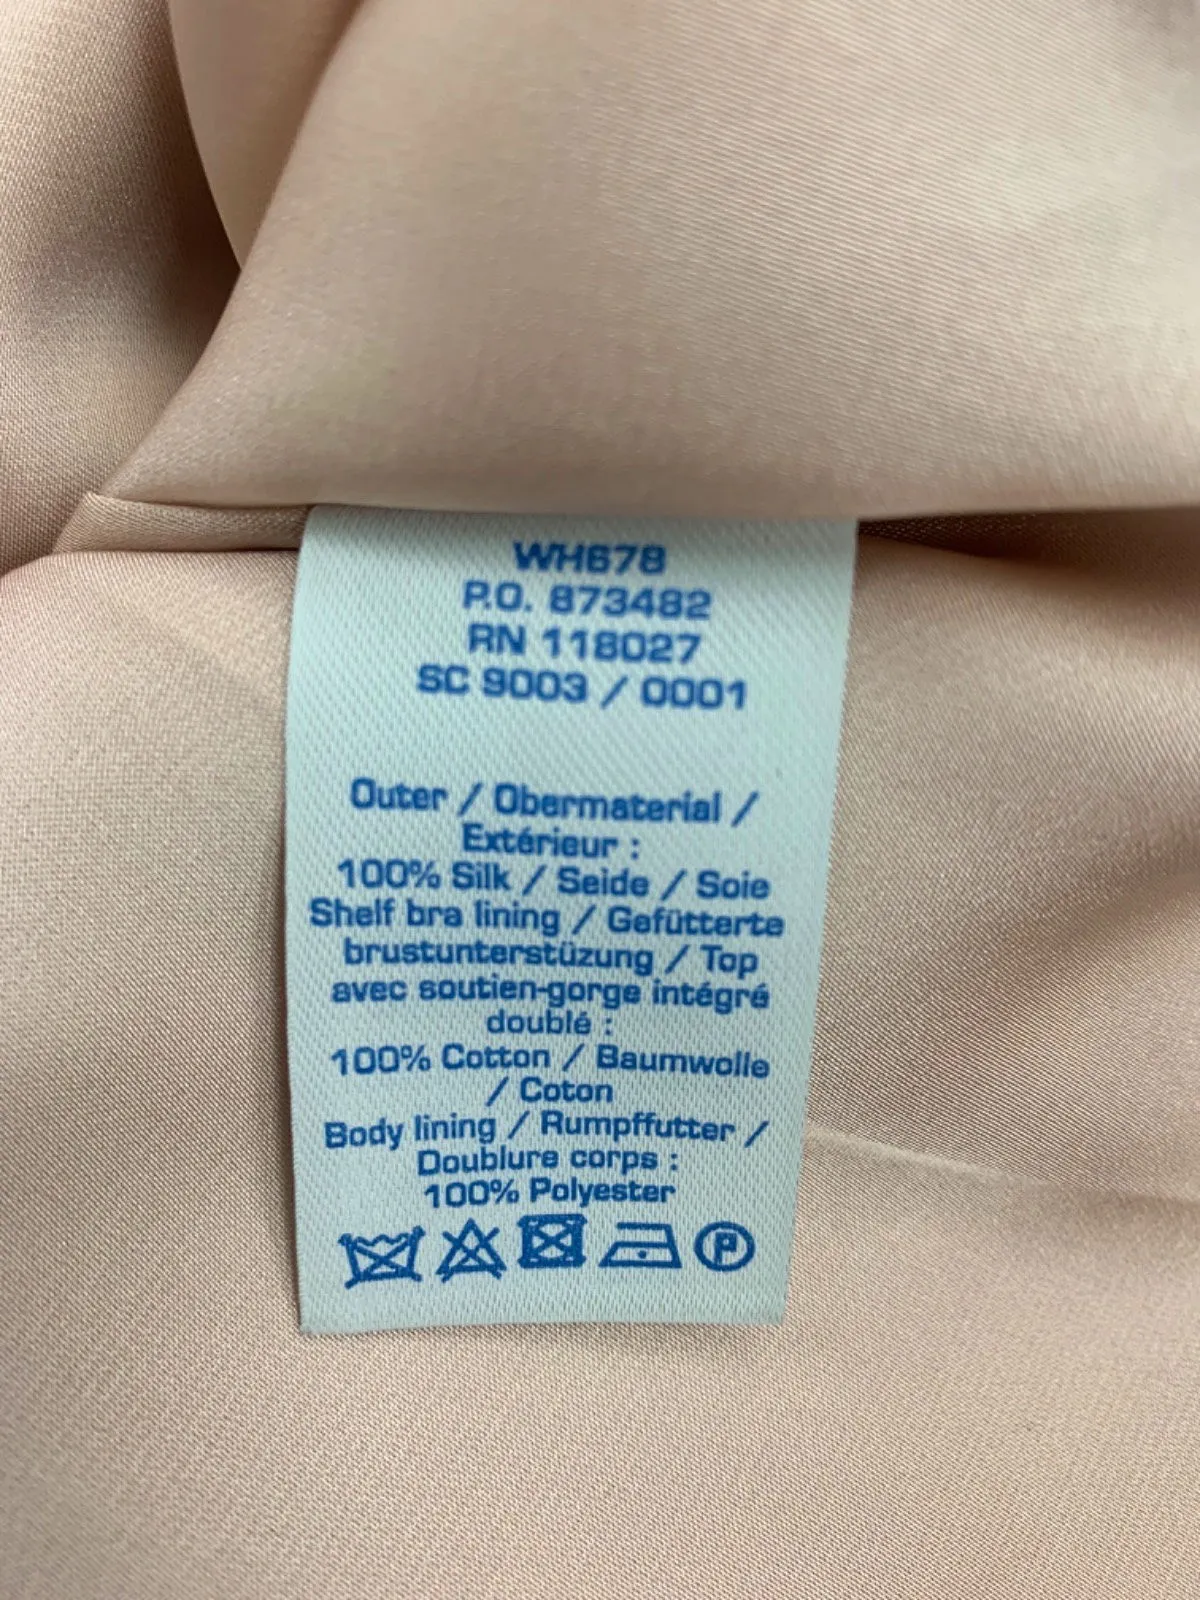 WH678
P.O. 873482
RN 118027
SC 9003 / 0001
Outer / Obermaterial /
Extérieur :
100% Silk / Seide / Soie
Shelf bra lining / Gefütterte
brustunterstüzung / Top
avec soutien-gorge intégré
doublé :
100% Cotton / Baumwolle
/ Coton
Body lining / Rumpffutter /
Doublure corps :
100% Polyester
P